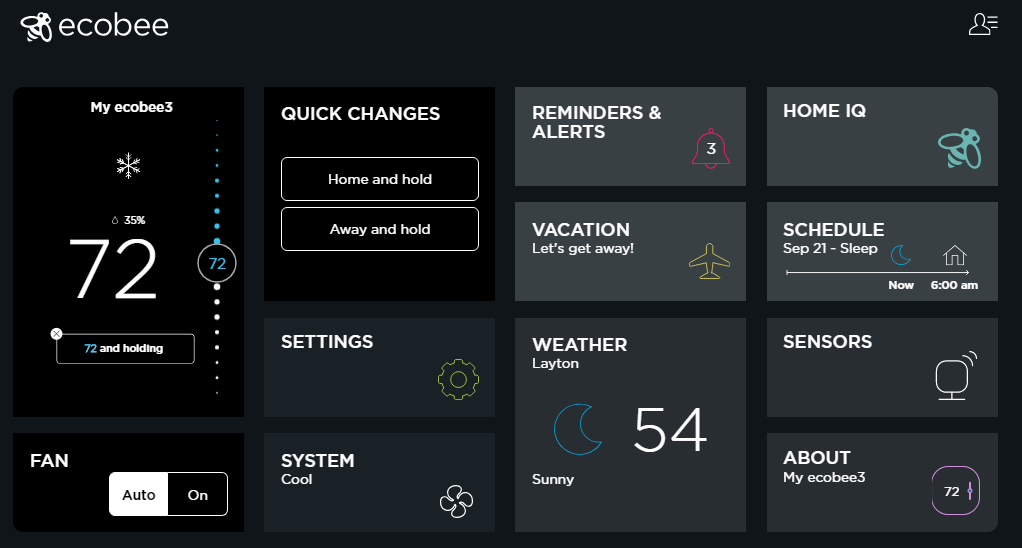 ecobee
My ecobee3
35%
72
72
72 and holding
FAN
Auto
On
QUICK CHANGES
Home and hold
Away and hold
SETTINGS
SYSTEM
Cool
REMINDERS &
ALERTS
3
VACATION
Let's get away!
WEATHER
Layton
54
Sunny
HOME IQ
SCHEDULE
Sep 21 - Sleep
Now 6:00 am
SENSORS
ABOUT
My ecobee3
72